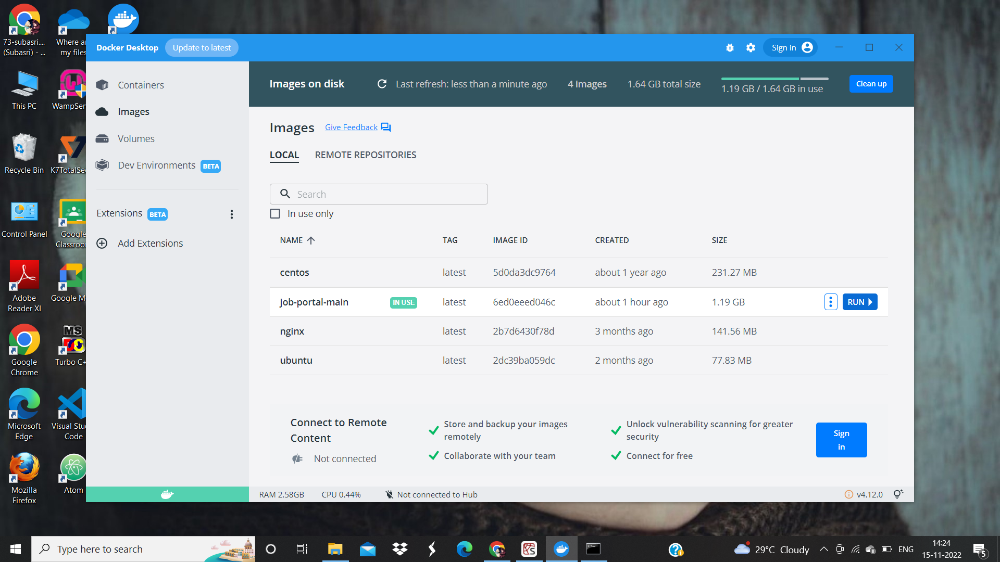 73-subasri....
(Subasri) - ...
Where a
my files
This PC
WampSer
Recycle Bin
K7TotalSec
Control Panel
Google
Classroo
Adobe
Reader XI
Google M
Google
Chrome
MS
Turbo C+
Microsoft
Edge
Visual Stu
Code
Mozilla
Firefox
Atom
Docker Desktop
Update to latest
Sign in
Containers
Images
Volumes
Dev Environments BETA
Extensions BETA
Add Extensions
Images on disk
Last refresh: less than a minute ago
4 images
1.64 GB total size
1.19 GB / 1.64 GB in use
Clean up
Images Give Feedback
LOCAL REMOTE REPOSITORIES
Search
In use only
NAME TAG IMAGE ID CREATED SIZE
centos latest 5d0da3dc9764 about 1 year ago 231.27 MB
job-portal-main IN USE latest 6ed0eeed046c about 1 hour ago 1.19 GB RUN
nginx latest 2b7d6430f78d 3 months ago 141.56 MB
ubuntu latest 2dc39ba059dc 2 months ago 77.83 MB
Connect to Remote
Content
Not connected
Store and backup your images
remotely
Collaborate with your team
Unlock vulnerability scanning for greater
security
Connect for free
Sign
in
RAM 2.58GB CPU 0.44% Not connected to Hub v4.12.0
Type here to search
29°C Cloudy
ENG
14:24
15-11-2022
5